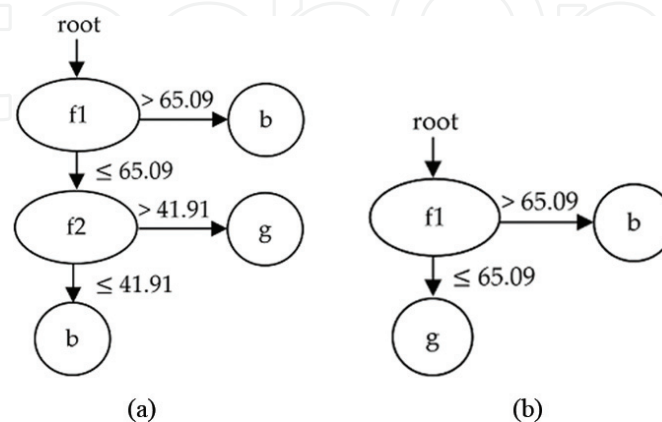 root
f1
> 65.09
b
≤ 65.09
f2
> 41.91
g
≤ 41.91
b
(a)
root
f1
> 65.09
b
≤ 65.09
g
(b)